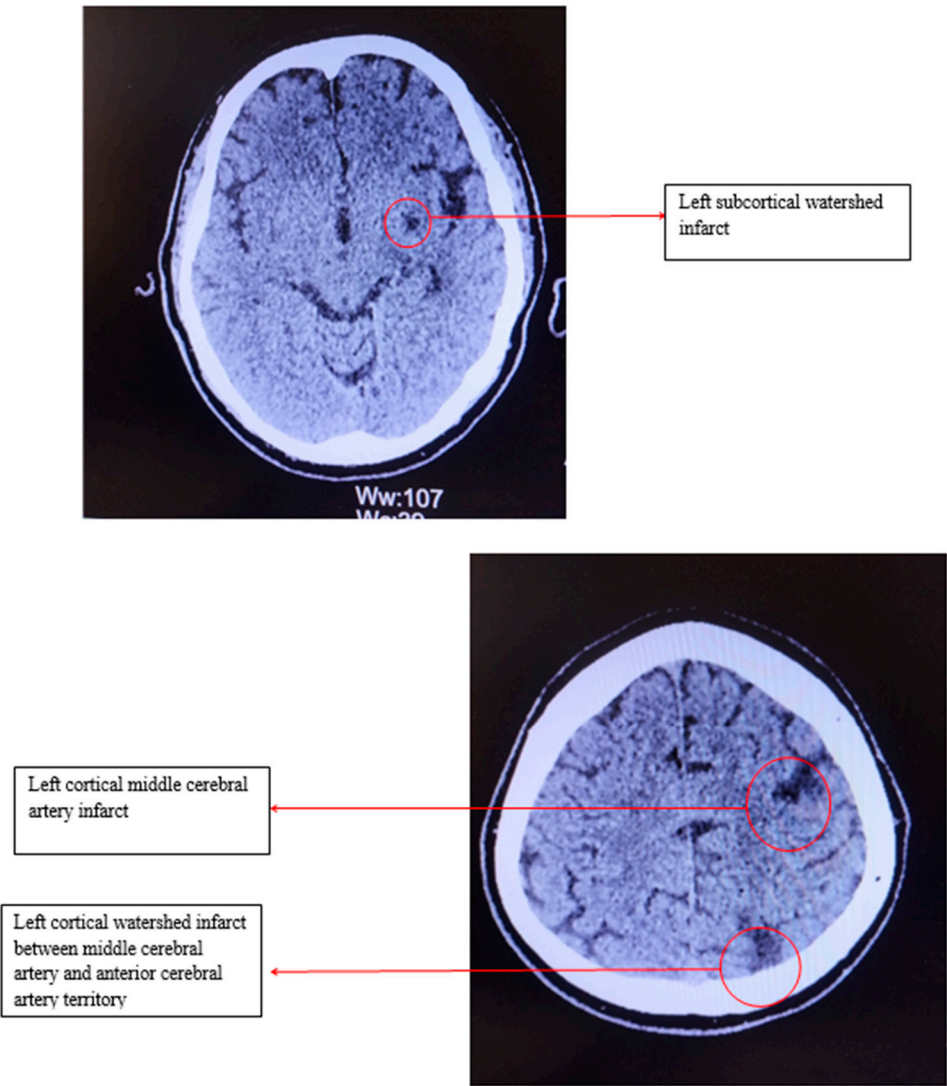 Left subcortical watershed
infarct
Ww:107
Left cortical middle cerebral
artery infarct
Left cortical watershed infarct
between middle cerebral
artery and anterior cerebral
artery territory